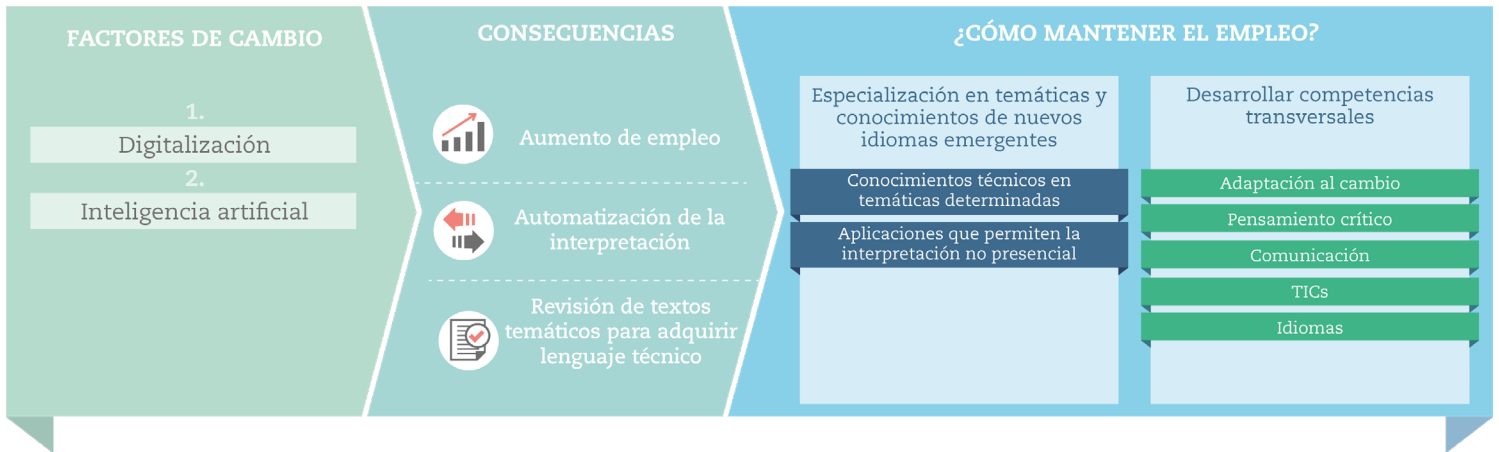 FACTORES DE CAMBIO
1.
Digitalización
2.
Inteligencia artificial
CONSECUENCIAS
Aumento de empleo
Automatización de la
interpretación
Revisión de textos
temáticos para adquirir
lenguaje técnico
¿CÓMO MANTENER EL EMPLEO?
Especialización en temáticas y
conocimientos de nuevos
idiomas emergentes
Conocimientos técnicos en
temáticas determinadas
Aplicaciones que permiten la
interpretación no presencial
Desarrollar competencias
transversales
Adaptación al cambio
Pensamiento crítico
Comunicación
TICs
Idiomas